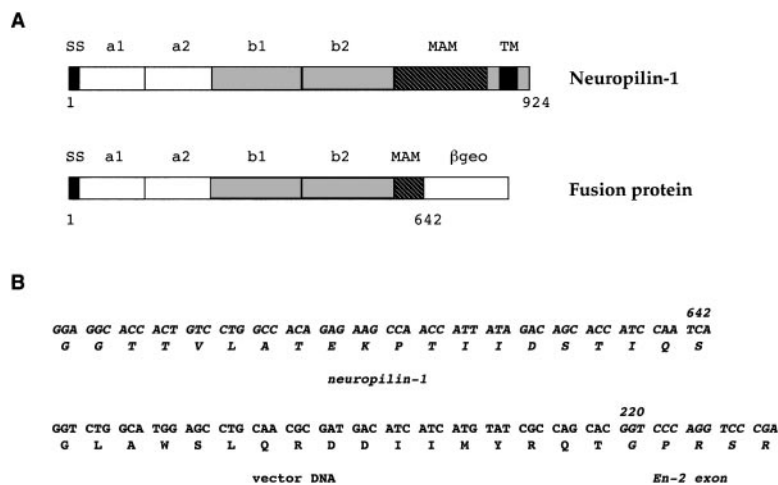 A
SS a1 a2 b1 b2 MAM TM
Neuropilin-1
1 924
SS a1 a2 b1 b2 MAM βgeo
Fusion protein
1 642
B
642
GGA GGC ACC ACT GTC CTG GCC ACA GAG AAG CCA ACC ATT ATA GAC AGC ACC ATC CAA TCA
G G T T V L A T E K P T I I D S T I Q S
neuropilin-1
220
GGT CTG GCA TGG AGC CTG CAA CGC GAT GAC ATC ATC ATG TAT CGC CAG CAC GGT CCC AGG TCC CGA
G L A W S L Q R D D I I M Y R Q T G P R S R
vector DNA En-2 exon